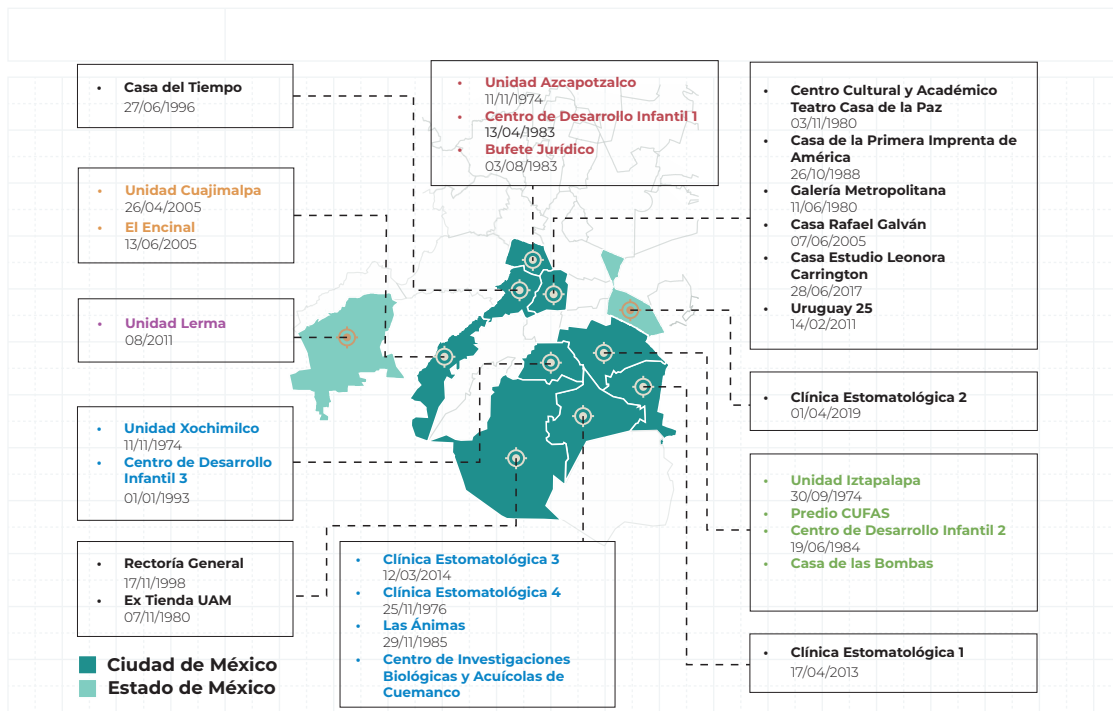 Casa del Tiempo
27/06/1996
Unidad Cuajimalpa
26/04/2005
El Encinal
13/06/2005
Unidad Lerma
08/2011
Unidad Xochimilco
11/11/1974
Centro de Desarrollo
Infantil 3
01/01/1993
Rectoría General
17/11/1998
Ex Tienda UAM
07/11/1980
Ciudad de México
Estado de México
Unidad Azcapotzalco
11/11/1974
Centro de Desarrollo Infantil 1
13/04/1983
Bufete Jurídico
03/08/1983
Clínica Estomatológica 3
12/03/2014
Clínica Estomatológica 4
25/11/1976
Las Ánimas
29/11/1985
Centro de Investigaciones
Biológicas y Acuícolas de
Cuemanco
Centro Cultural y Académico
Teatro Casa de la Paz
03/11/1980
Casa de la Primera Imprenta de
América
26/10/1988
Galería Metropolitana
11/06/1980
Casa Rafael Galván
07/06/2005
Casa Estudio Leonora
Carrington
28/06/2017
Uruguay 25
14/02/2011
Clínica Estomatológica 2
01/04/2019
Unidad Iztapalapa
30/09/1974
Predio CUFAS
Centro de Desarrollo Infantil 2
19/06/1984
Casa de las Bombas
Clínica Estomatológica 1
17/04/2013